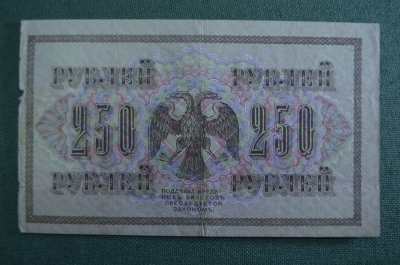 РУБЛЕЙ РУБЛЕЙ
250 250
РУБЛЕЙ РУБЛЕЙ
ПОДДѢЛКА КРЕДИТ
НЫХЪ БИЛЕТОВЪ
ПРЕСЛѢДУЕТСЯ
ЗАКОНОМЪ.